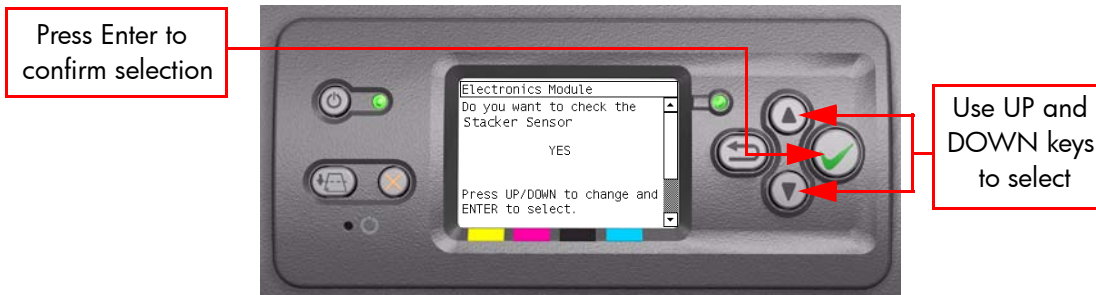 Press Enter to
confirm selection
Electronics Module
Do you want to check the
Stacker Sensor
YES
Press UP/DOWN to change and
ENTER to select.
Use UP and
DOWN keys
to select